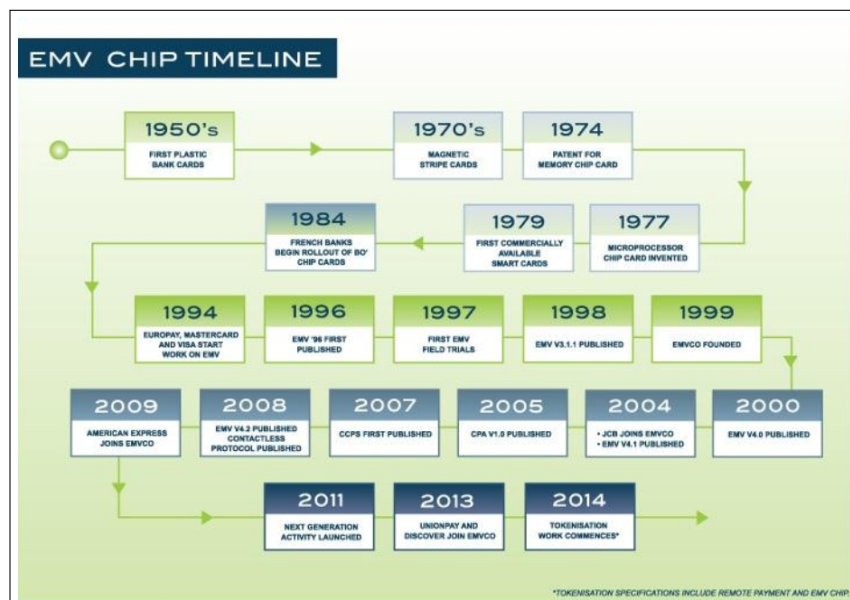 EMV CHIP TIMELINE
1950's
FIRST PLASTIC
BANK CARDS
1970's
MAGNETIC
STRIPE CARDS
1974
PATENT FOR
MEMORY CHIP CARD
1984
FRENCH BANKS
BEGIN ROLLOUT OF BO'
CHIP CARDS
1979
FIRST COMMERCIALLY
AVAILABLE
SMART CARDS
1977
MICROPROCESSOR
CHIP CARD INVENTED
1994
EUROPAY, MASTERCARD
AND VISA START
WORK ON EMV
1996
EMV '96 FIRST
PUBLISHED
1997
FIRST EMV
FIELD TRIALS
1998
EMV V3.1.1 PUBLISHED
1999
EMVCO FOUNDED
2009
AMERICAN EXPRESS
JOINS EMVCO
2008
EMV V4.2 PUBLISHED
CONTACTLESS
PROTOCOL PUBLISHED
2007
CCPS FIRST PUBLISHED
2005
CPA V1.0 PUBLISHED
2004
• JCB JOINS EMVCO
• EMV V4.1 PUBLISHED
2000
EMV V4.0 PUBLISHED
2011
NEXT GENERATION
ACTIVITY LAUNCHED
2013
UNIONPAY AND
DISCOVER JOIN EMVCO
2014
TOKENISATION
WORK COMMENCES*
*TOKENISATION SPECIFICATIONS INCLUDE REMOTE PAYMENT AND EMV CHIP